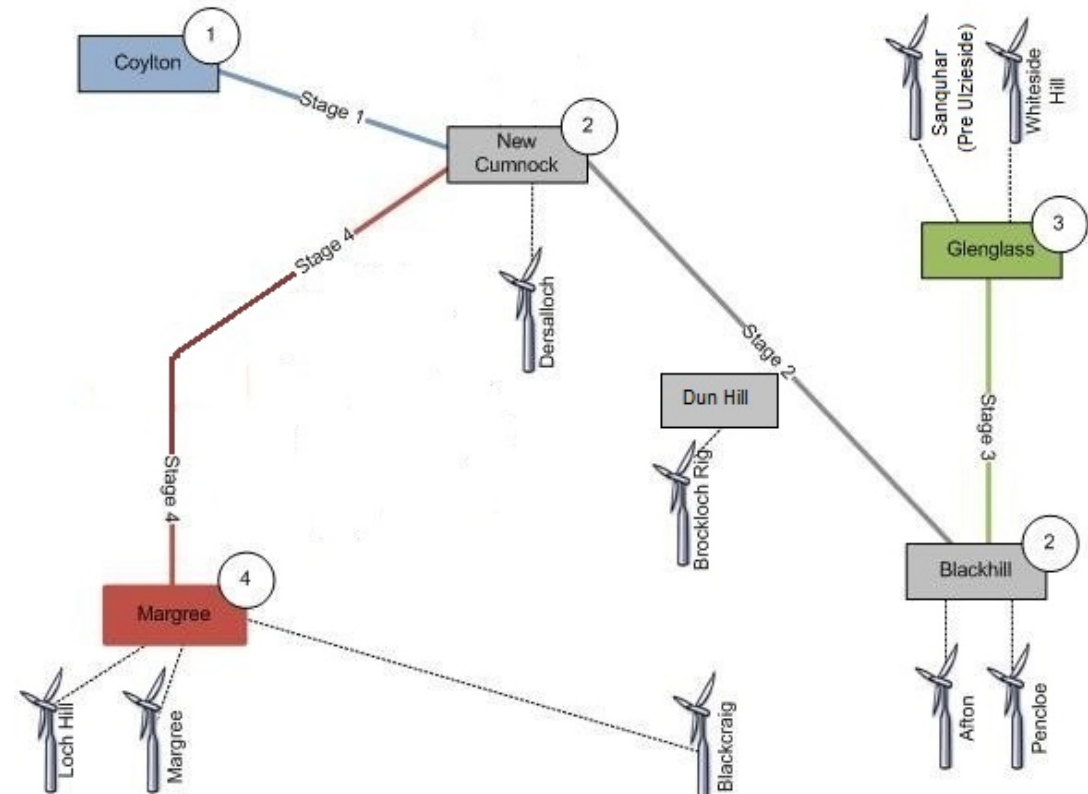 1
Coylton
Stage 1
2
New
Cumnock
Sanquhar
(Pre Ulzieside)
Whiteside
Hill
3
Glenglass
Stage 4
Dersalloch
Stage 2
Dun Hill
Brockloch Rig
Stage 3
Stage 4
2
Blackhill
4
Margree
Loch Hill
Margree
Blackcraig
Afton
Pencloe